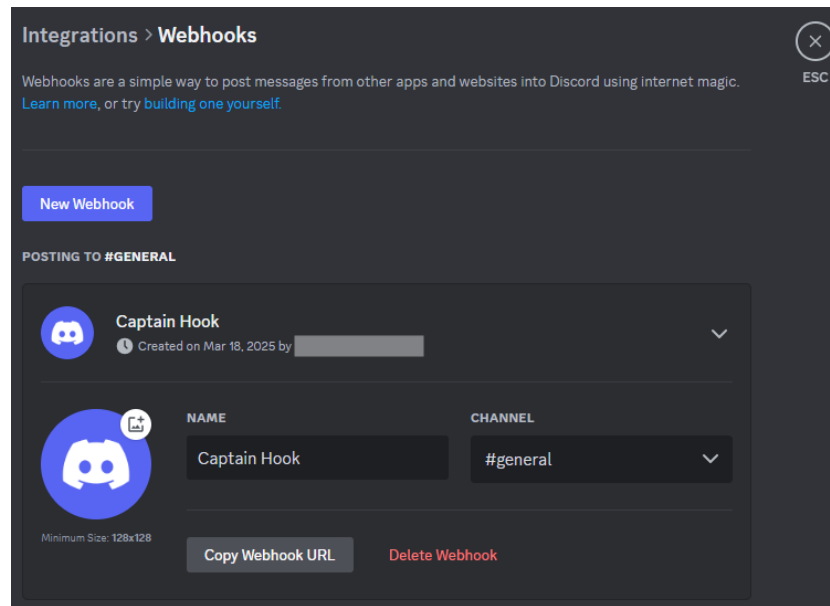 Integrations > Webhooks
ESC
Webhooks are a simple way to post messages from other apps and websites into Discord using internet magic.
Learn more, or try building one yourself.
New Webhook
POSTING TO #GENERAL
Captain Hook
Created on Mar 18, 2025 by
NAME
CHANNEL
Captain Hook
#general
Minimum Size: 128x128
Copy Webhook URL
Delete Webhook